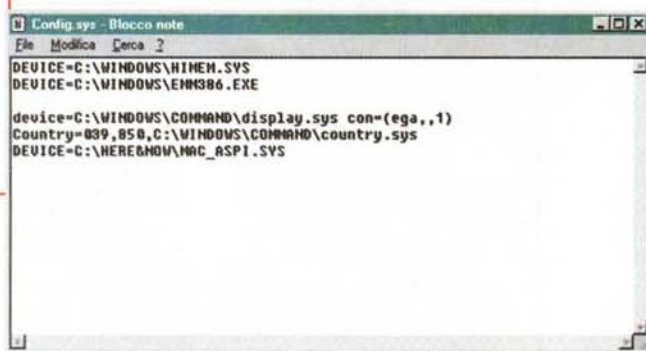 Config.sys - Blocco note
File Modifica Cerca ?
DEVICE=C:\WINDOWS\HIMEM.SYS
DEVICE=C:\WINDOWS\EMM386.EXE
device=C:\WINDOWS\COMMAND\display.sys con=(ega,,1)
Country=039,850,C:\WINDOWS\COMMAND\country.sys
DEVICE=C:\HERE&NOW\MAC_ASPI.SYS